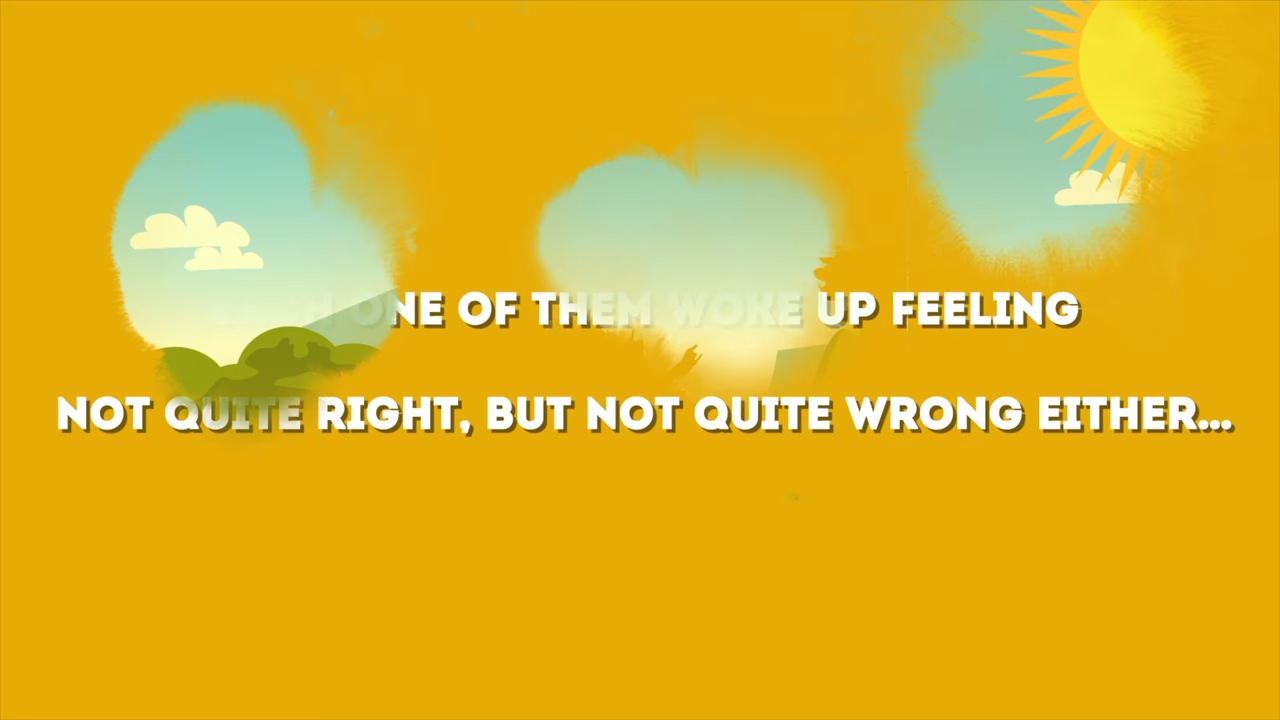 ONE OF THEM WOKE UP FEELING
NOT QUITE RIGHT, BUT NOT QUITE WRONG EITHER...